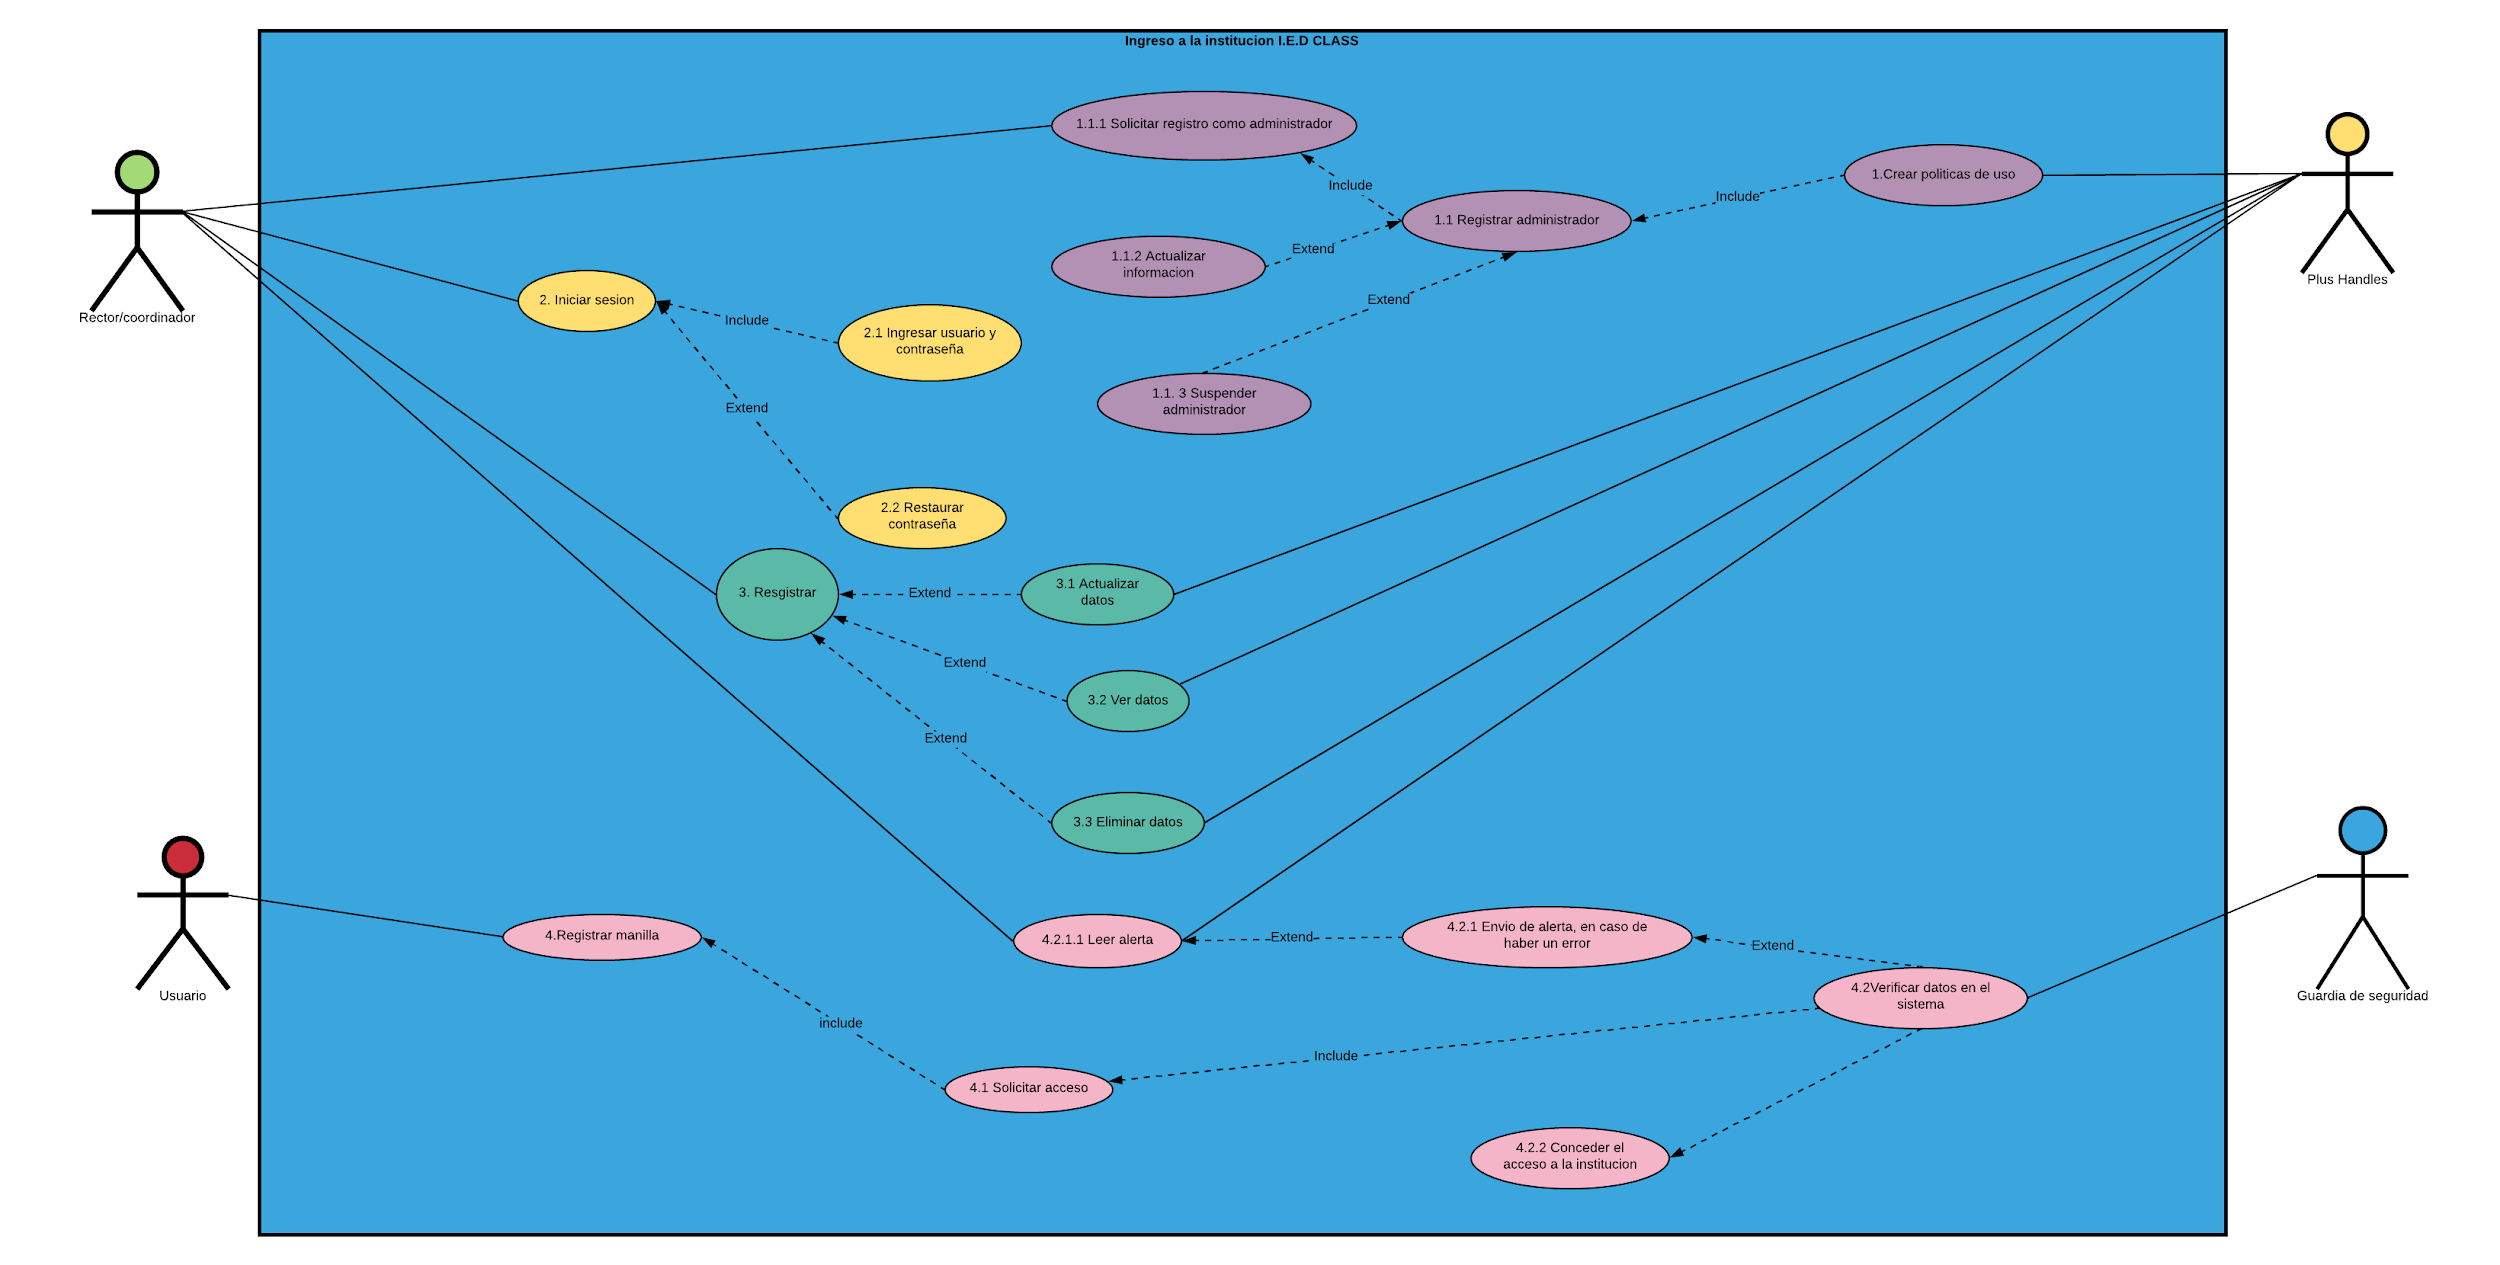 Ingreso a la institucion I.E.D CLASS
1.1.1 Solicitar registro como administrador
Include
1.Crear politicas de uso
Include
1.1 Registrar administrador
1.1.2 Actualizar
informacion
Extend
Extend
Plus Handles
Rector/coordinador
2. Iniciar sesion
Include
2.1 Ingresar usuario y
contraseña
1.1. 3 Suspender
administrador
Extend
2.2 Restaurar
contraseña
3. Resgistrar
Extend
3.1 Actualizar
datos
Extend
3.2 Ver datos
Extend
3.3 Eliminar datos
4.Registrar manilla
4.2.1.1 Leer alerta
Extend
4.2.1 Envio de alerta, en caso de
haber un error
Extend
4.2Verificar datos en el
sistema
Usuario
Guardia de seguridad
include
Include
4.1 Solicitar acceso
4.2.2 Conceder el
acceso a la institucion